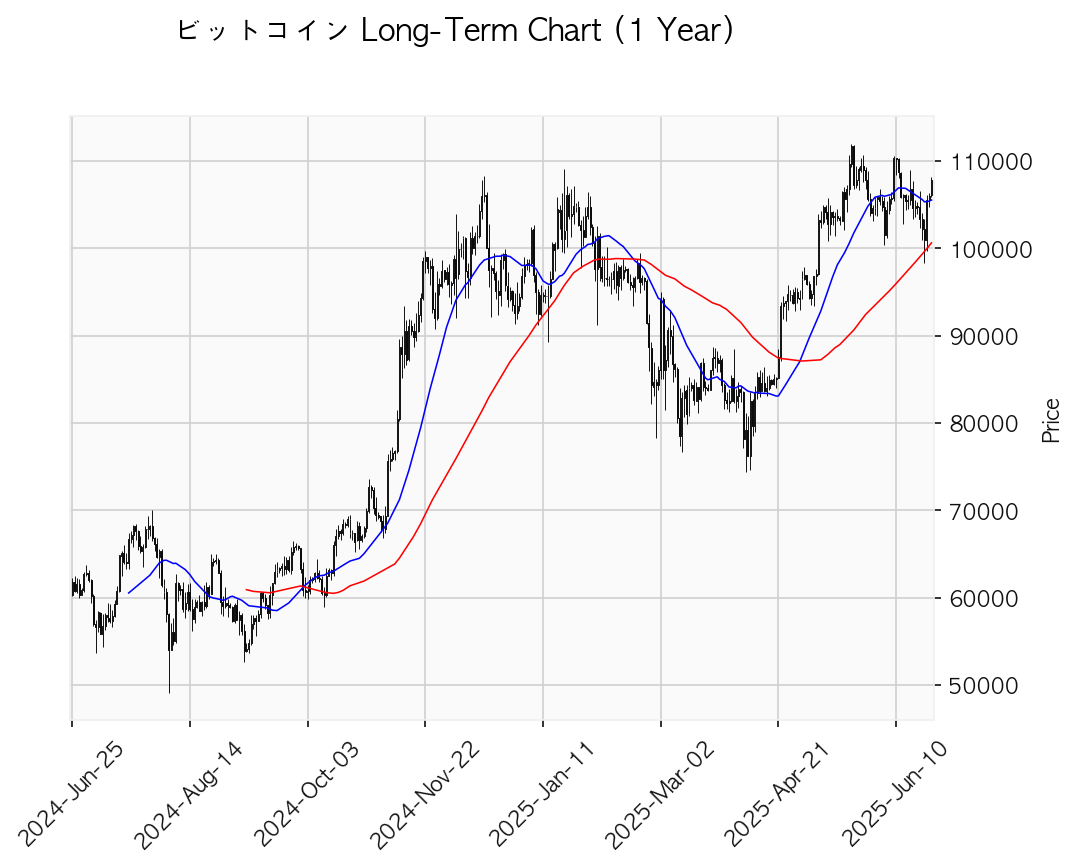 ビットコイン Long-Term Chart (1 Year)
110000
100000
90000
80000
70000
60000
50000
Price
2024-Jun-25
2024-Aug-14
2024-Oct-03
2024-Nov-22
2025-Jan-11
2025-Mar-02
2025-Apr-21
2025-Jun-10